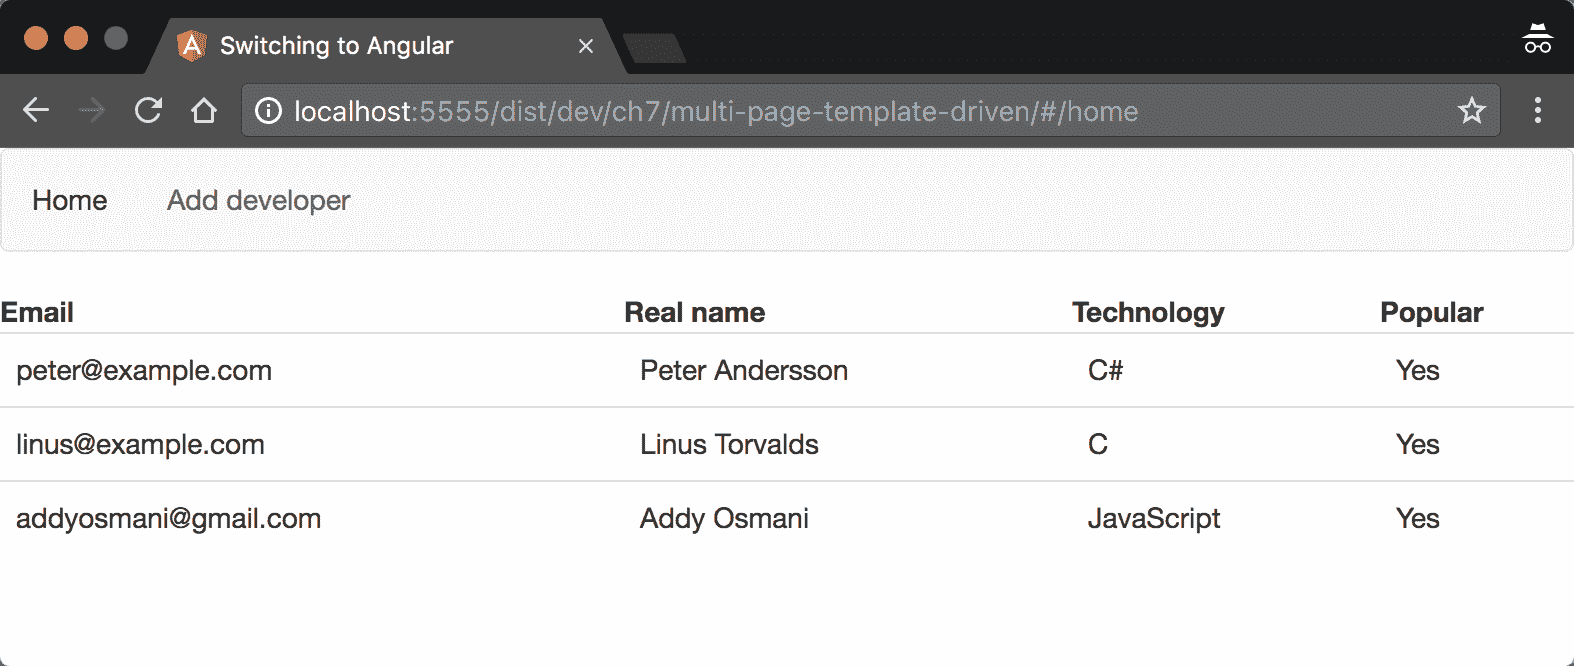 Switching to Angular
localhost:5555/dist/dev/ch7/multi-page-template-driven/#/home
Home Add developer
Email Real name Technology Popular
peter@example.com Peter Andersson C# Yes
linus@example.com Linus Torvalds C Yes
addyosmani@gmail.com Addy Osmani JavaScript Yes